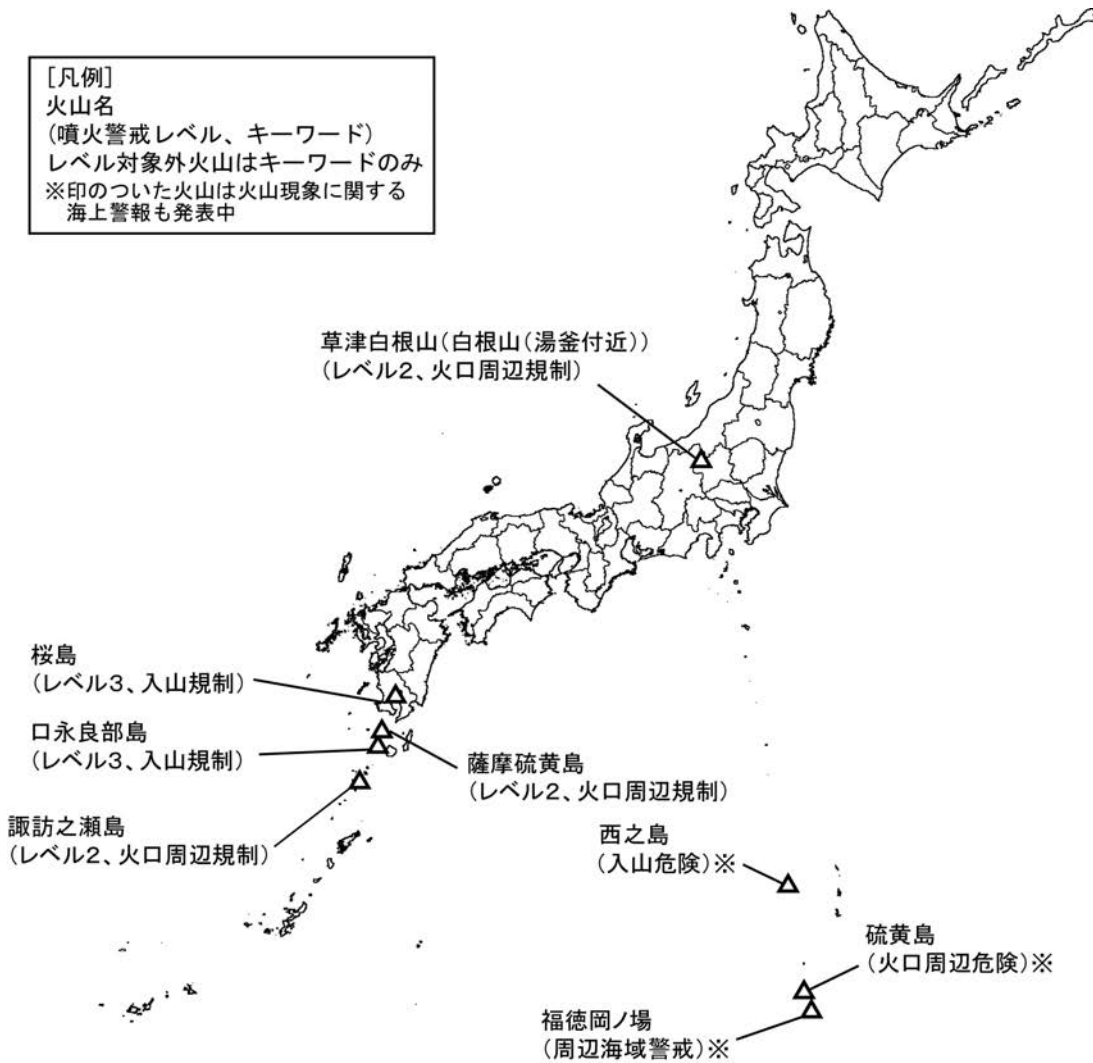 [凡例]
火山名
(噴火警戒レベル、キーワード)
レベル対象外火山はキーワードのみ
※印のついた火山は火山現象に関する
海上警報も発表中
草津白根山(白根山(湯釜付近))
(レベル2、火口周辺規制)
桜島
(レベル3、入山規制)
口永良部島
(レベル3、入山規制)
薩摩硫黄島
(レベル2、火口周辺規制)
諏訪之瀬島
(レベル2、火口周辺規制)
西之島
(入山危険)※
硫黄島
(火口周辺危険)※
福徳岡ノ場
(周辺海域警戒)※